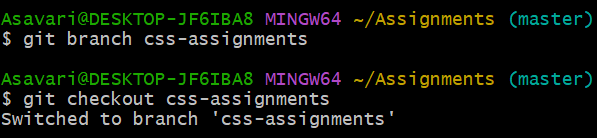 Asavari@DESKTOP-JF6IBA8 MINGW64 ~/Assignments (master)
$ git branch css-assignments
Asavari@DESKTOP-JF6IBA8 MINGW64 ~/Assignments (master)
$ git checkout css-assignments
Switched to branch 'css-assignments'